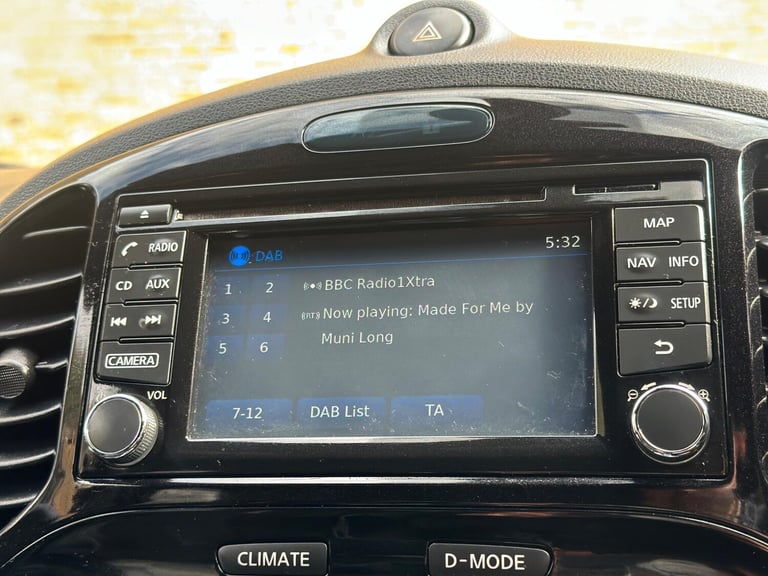 DAB 5:32
1 2 BBC Radio1Xtra
3 4 Now playing: Made For Me by
5 6 Muni Long
7-12 DAB List TA
RADIO
CD AUX
CAMERA
VOL
MAP
NAV INFO
SETUP
CLIMATE D-MODE